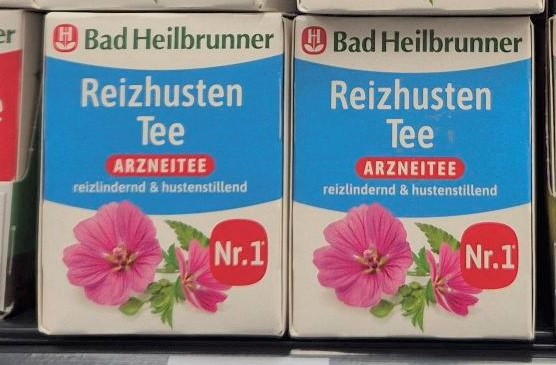 Bad Heilbrunner
Reizhusten
Tee
ARZNEITEE
reizlindernd & hustenstillend
Nr.1*
Bad Heilbrunner
Reizhusten
Tee
ARZNEITEE
reizlindernd & hustenstillend
Nr.1*